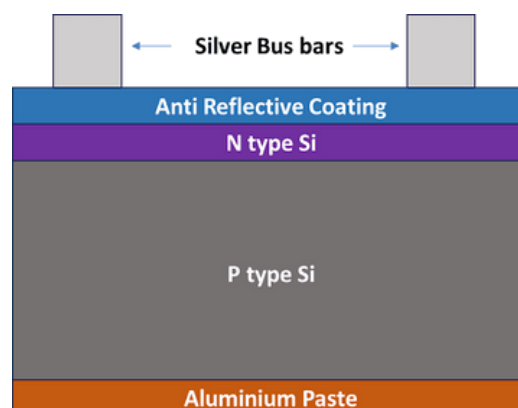 Silver Bus bars
Anti Reflective Coating
N type Si
P type Si
Aluminium Paste